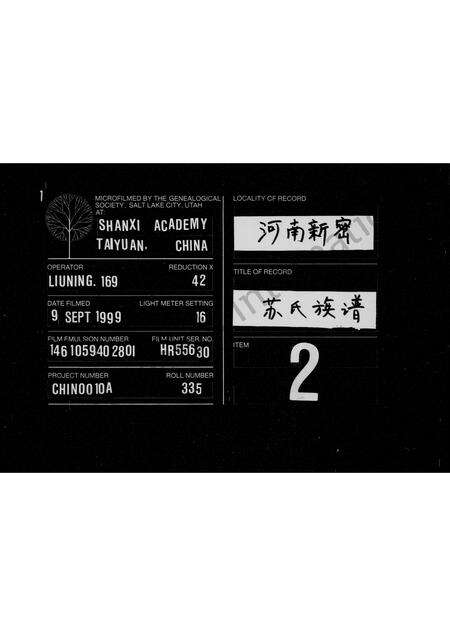 1
MICROFILMED BY THE GENEALOGICAL
SOCIETY, SALT LAKE CITY, UTAH
AT:
SHANXI ACADEMY
TAIYUAN. CHINA
OPERATOR REDUCTION X
LIUNING. 169 42
DATE FILMED LIGHT METER SETTING
9 SEPT 1999 16
FILM EMULSION NUMBER FILM UNIT SER. NO.
146 105940 2801 HR556 30
PROJECT NUMBER ROLL NUMBER
CHIN0010A 335
LOCALITY OF RECORD
河南新密
TITLE OF RECORD
苏氏族谱
ITEM
2